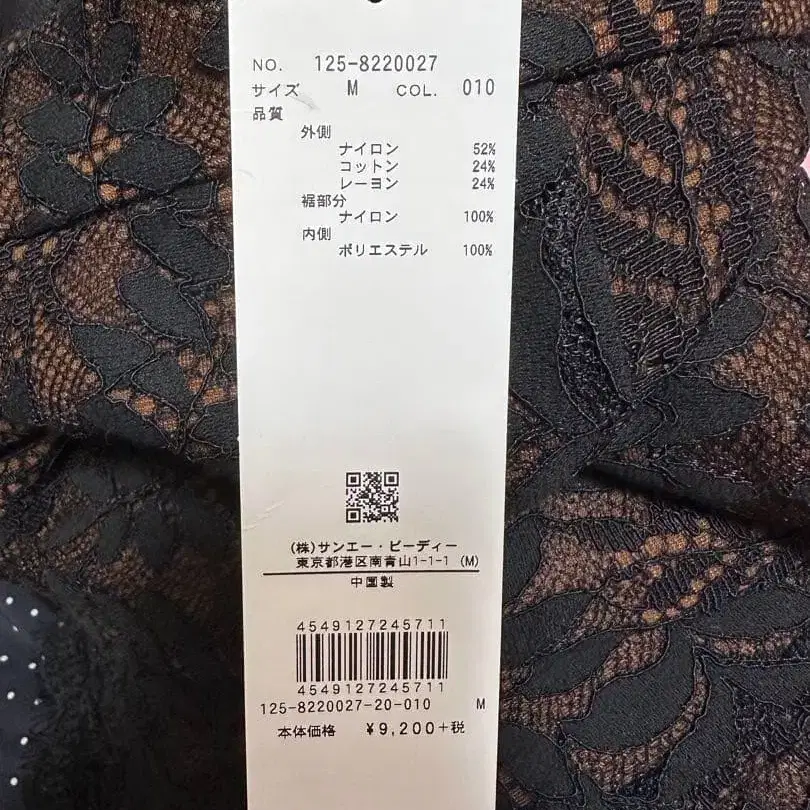 NO. 125-8220027
サイズ M COL. 010
品質
外側
ナイロン 52%
コットン 24%
レーヨン 24%
裾部分
ナイロン 100%
内側
ポリエステル 100%
(株)サンエー・ビーディー
東京都港区南青山1-1-1 (M)
中国製
4549127245711
4549127245711
125-8220027-20-010 M
本体価格 ¥9,200+税